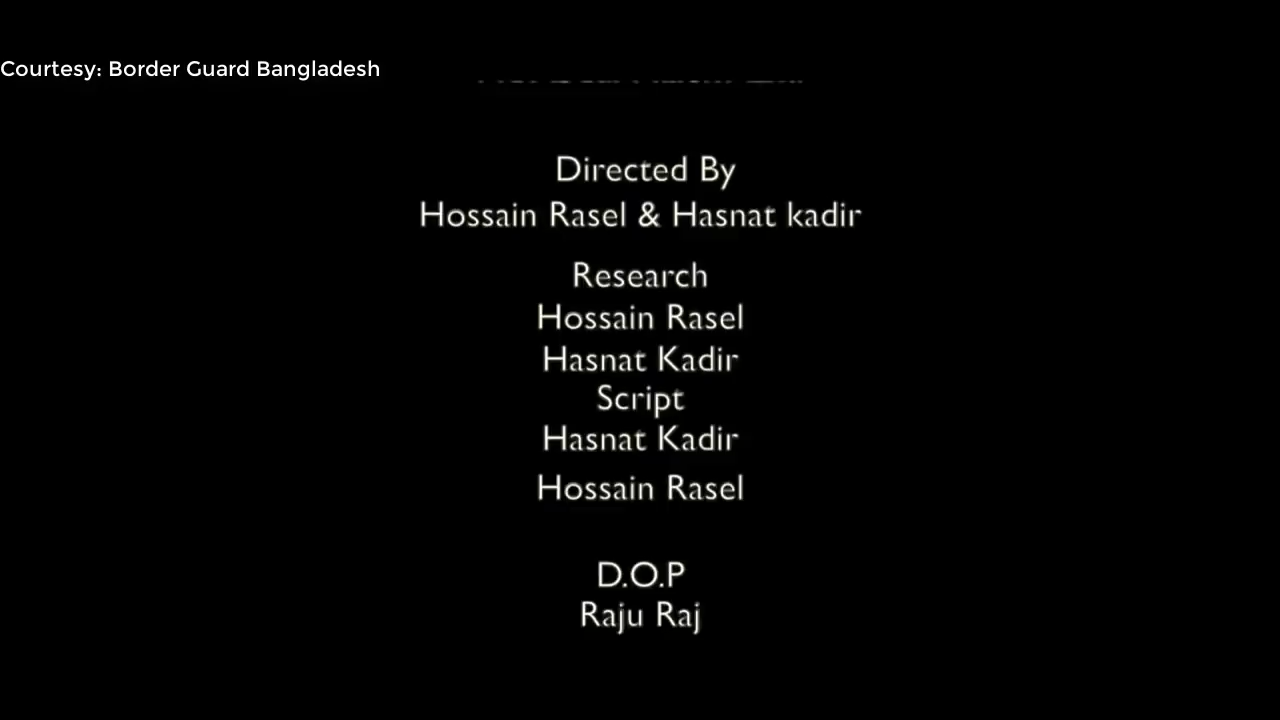 Courtesy: Border Guard Bangladesh
Directed By
Hossain Rasel & Hasnat kadir
Research
Hossain Rasel
Hasnat Kadir
Script
Hasnat Kadir
Hossain Rasel
D.O.P
Raju Raj